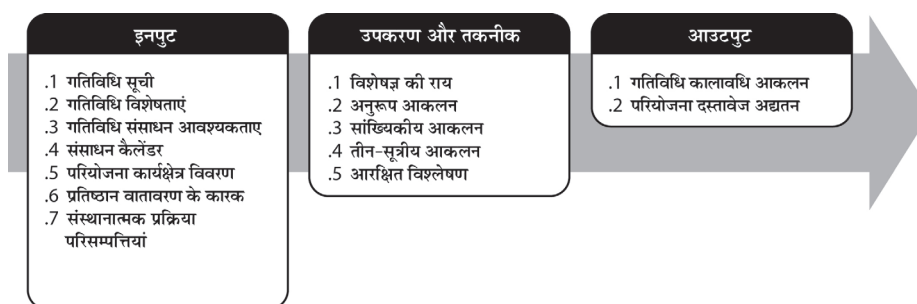 इनपुट
.1 गतिविधि सूची
.2 गतिविधि विशेषताएं
.3 गतिविधि संसाधन आवश्यकताए
.4 संसाधन कैलेंडर
.5 परियोजना कार्यक्षेत्र विवरण
.6 प्रतिष्ठान वातावरण के कारक
.7 संस्थानात्मक प्रक्रिया
परिसम्पत्तियां
उपकरण और तकनीक
.1 विशेषज्ञ की राय
.2 अनुरूप आकलन
.3 सांख्यिकीय आकलन
.4 तीन-सूत्रीय आकलन
.5 आरक्षित विश्लेषण
आउटपुट
.1 गतिविधि कालावधि आकलन
.2 परियोजना दस्तावेज अद्यतन